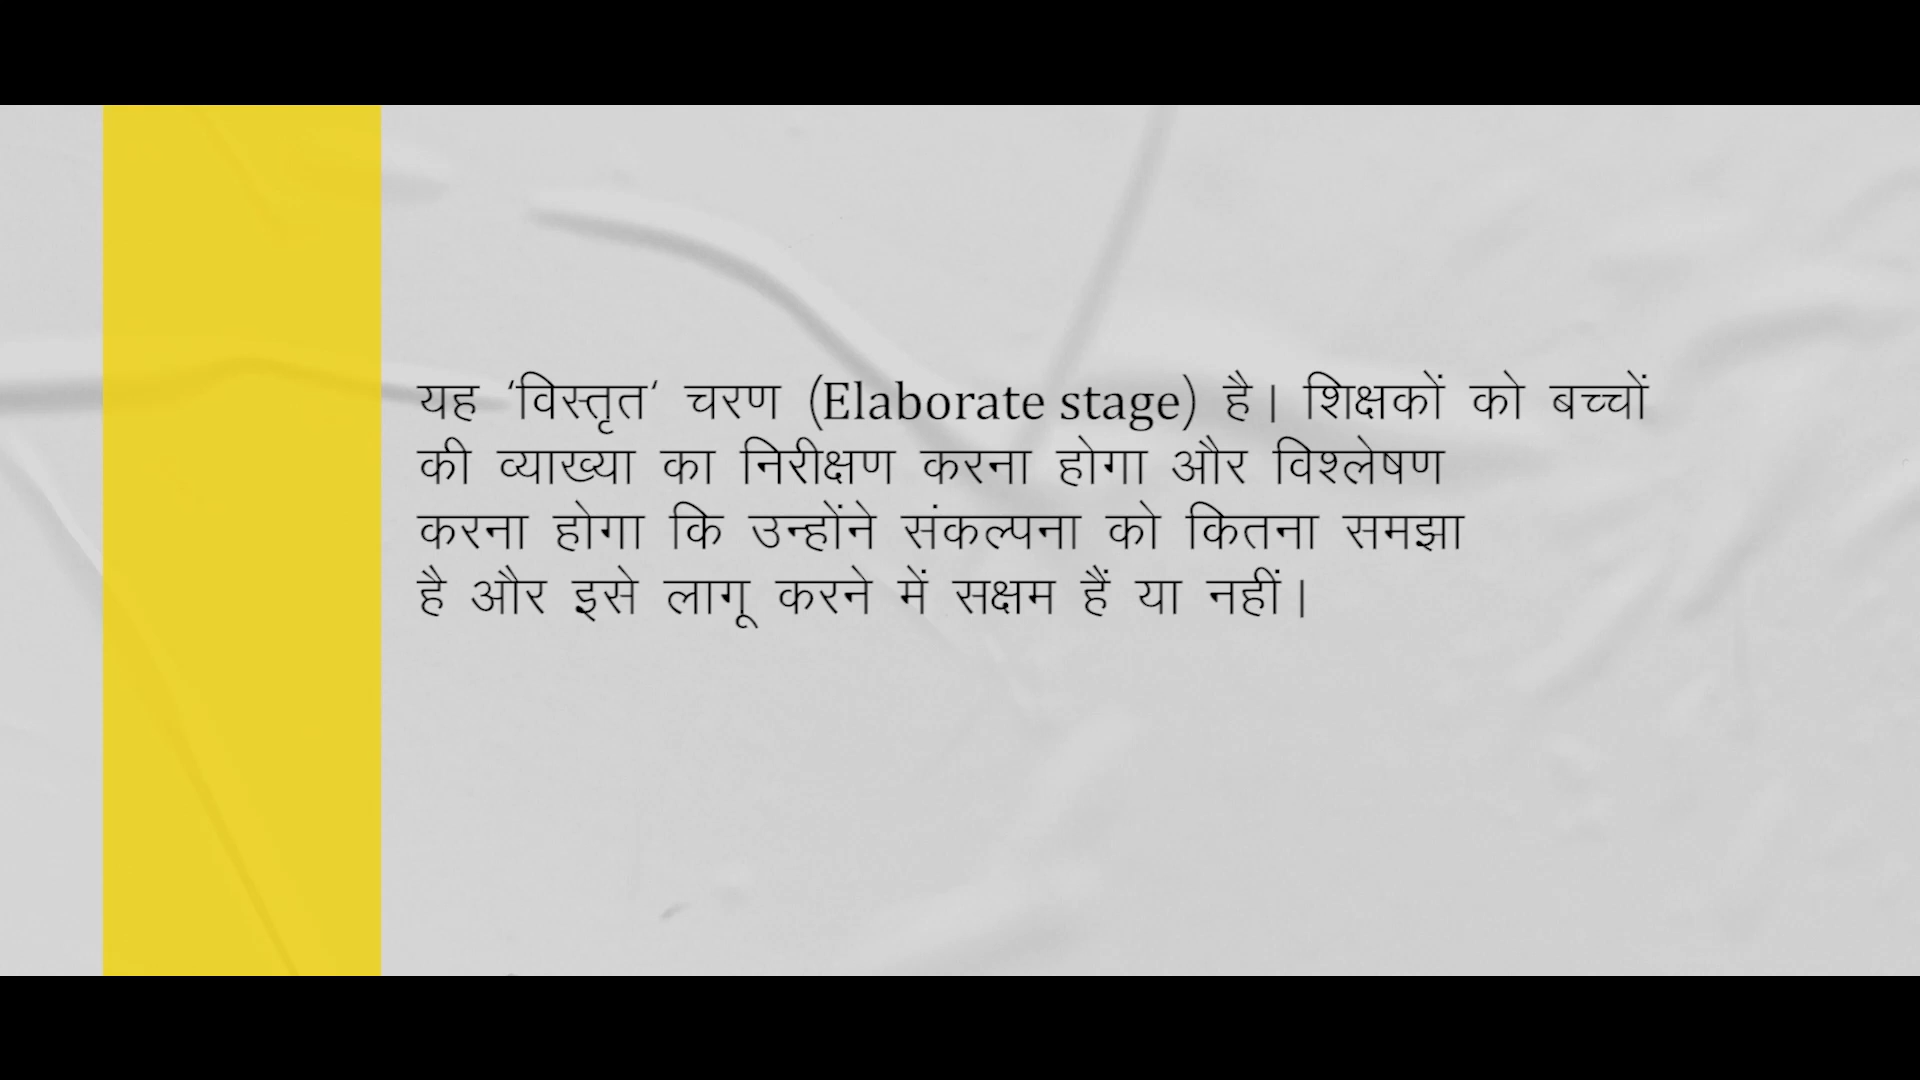 यह ‘विस्तृत‘ चरण (Elaborate stage) है। शिक्षकों को बच्चों
की व्याख्या का निरीक्षण करना होगा और विश्लेषण
करना होगा कि उन्होंने संकल्पना को कितना समझा
है और इसे लागू करने में सक्षम हैं या नहीं।